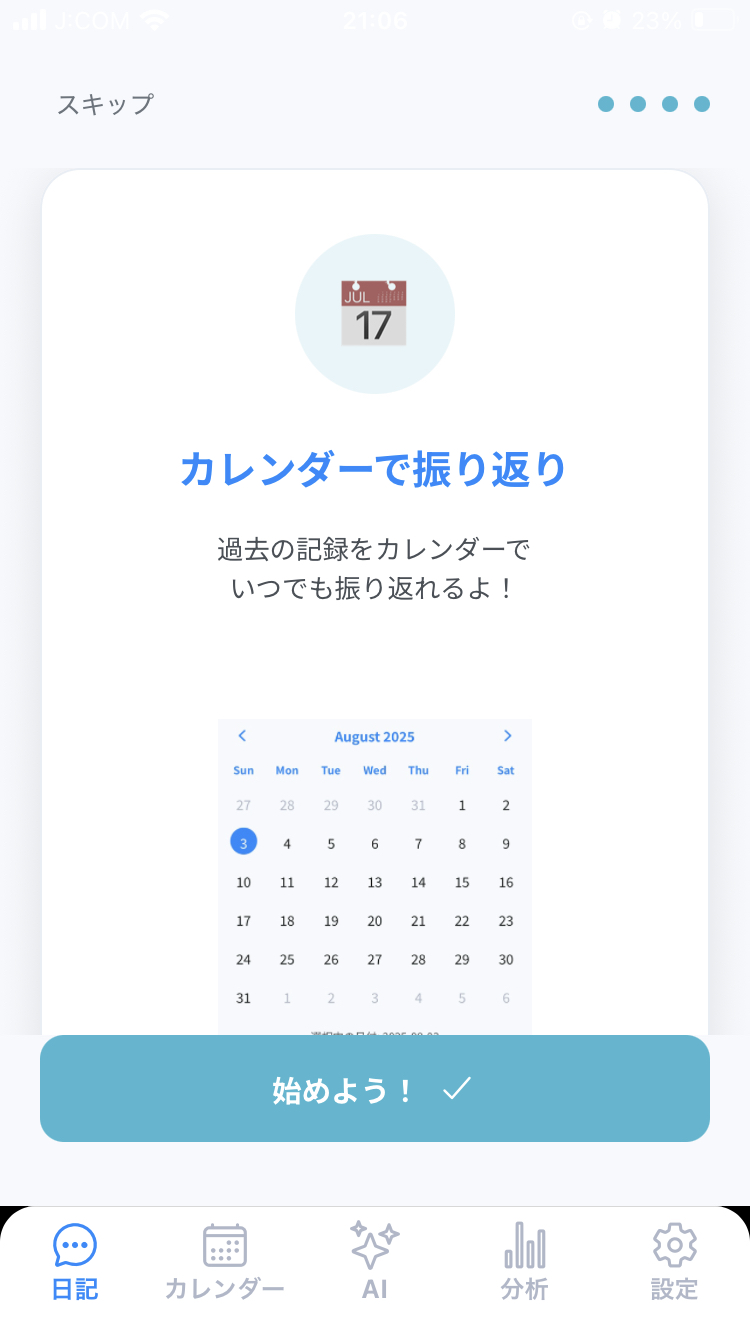 J:COM 21:06 23%
スキップ
JUL
17
カレンダーで振り返り
過去の記録をカレンダーで
いつでも振り返れるよ！
August 2025
Sun Mon Tue Wed Thu Fri Sat
27 28 29 30 31 1 2
3 4 5 6 7 8 9
10 11 12 13 14 15 16
17 18 19 20 21 22 23
24 25 26 27 28 29 30
31 1 2 3 4 5 6
始めよう！
日記 カレンダー AI 分析 設定